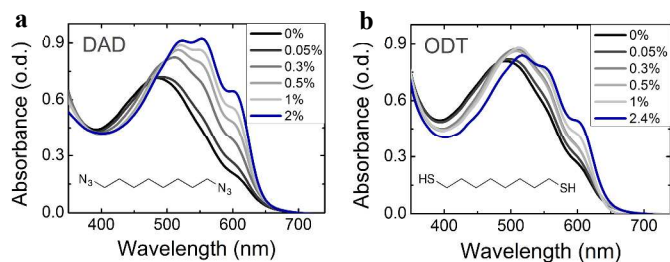 a
DAD
0%
0.05%
0.3%
0.5%
1%
2%
0.9
0.6
0.3
0.0
Absorbance (o.d.)
N3
N3
400
500
600
700
Wavelength (nm)
b
ODT
0%
0.05%
0.3%
0.5%
1%
2.4%
0.9
0.6
0.3
0.0
Absorbance (o.d.)
HS
SH
400
500
600
700
Wavelength (nm)